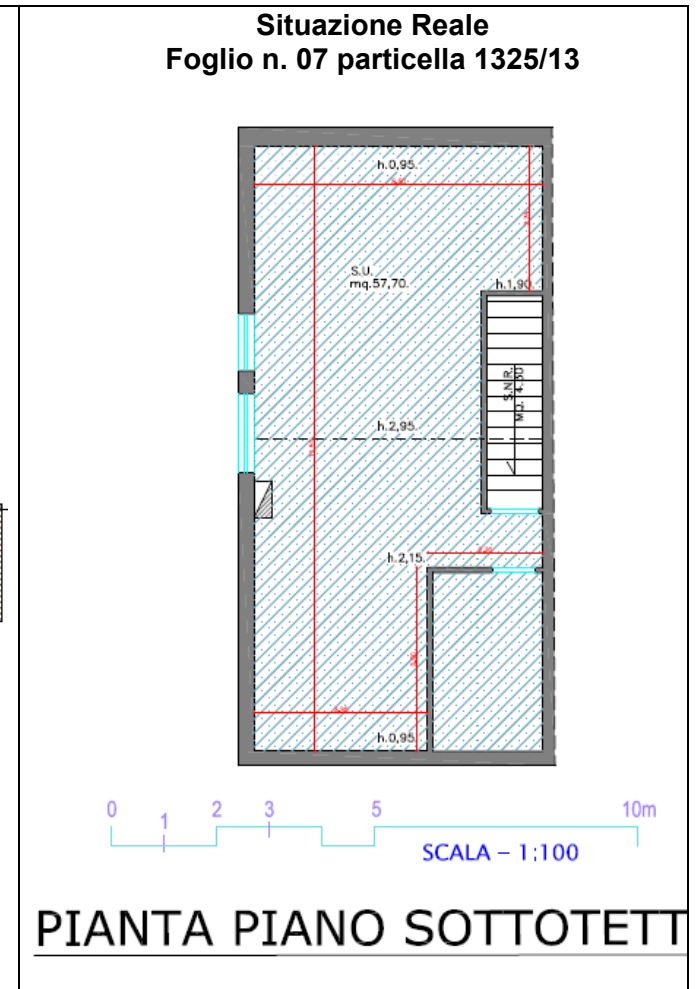 Situazione Reale
Foglio n. 07 particella 1325/13
h.0,95.
S.U.
mq.57,70.
h.1,90.
S.N.R.
MQ. 4.50
h.2,95.
h.2,15.
h.0,95.
0 1 2 3 5 10m
SCALA – 1:100
PIANTA PIANO SOTTOTETT